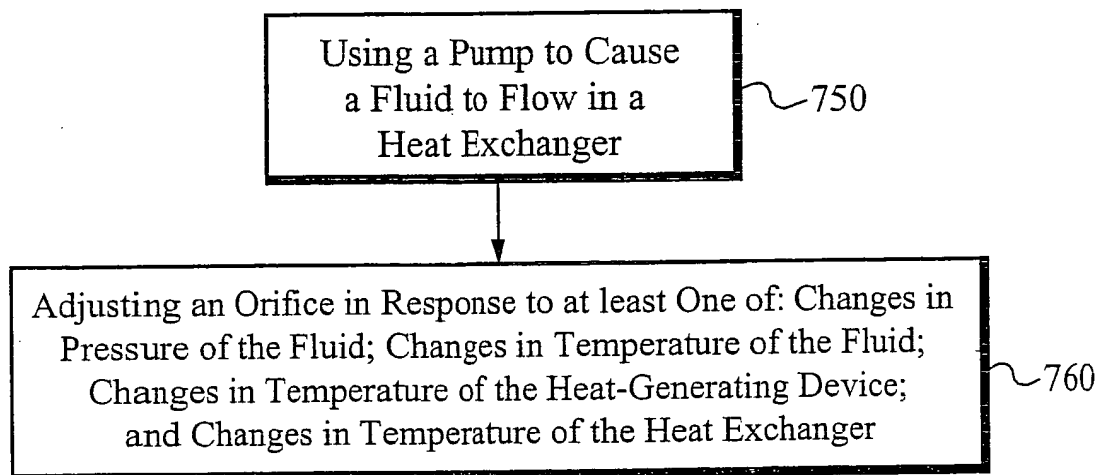 Using a Pump to Cause
a Fluid to Flow in a
Heat Exchanger
750
Adjusting an Orifice in Response to at least One of: Changes in
Pressure of the Fluid; Changes in Temperature of the Fluid;
Changes in Temperature of the Heat-Generating Device;
and Changes in Temperature of the Heat Exchanger
760